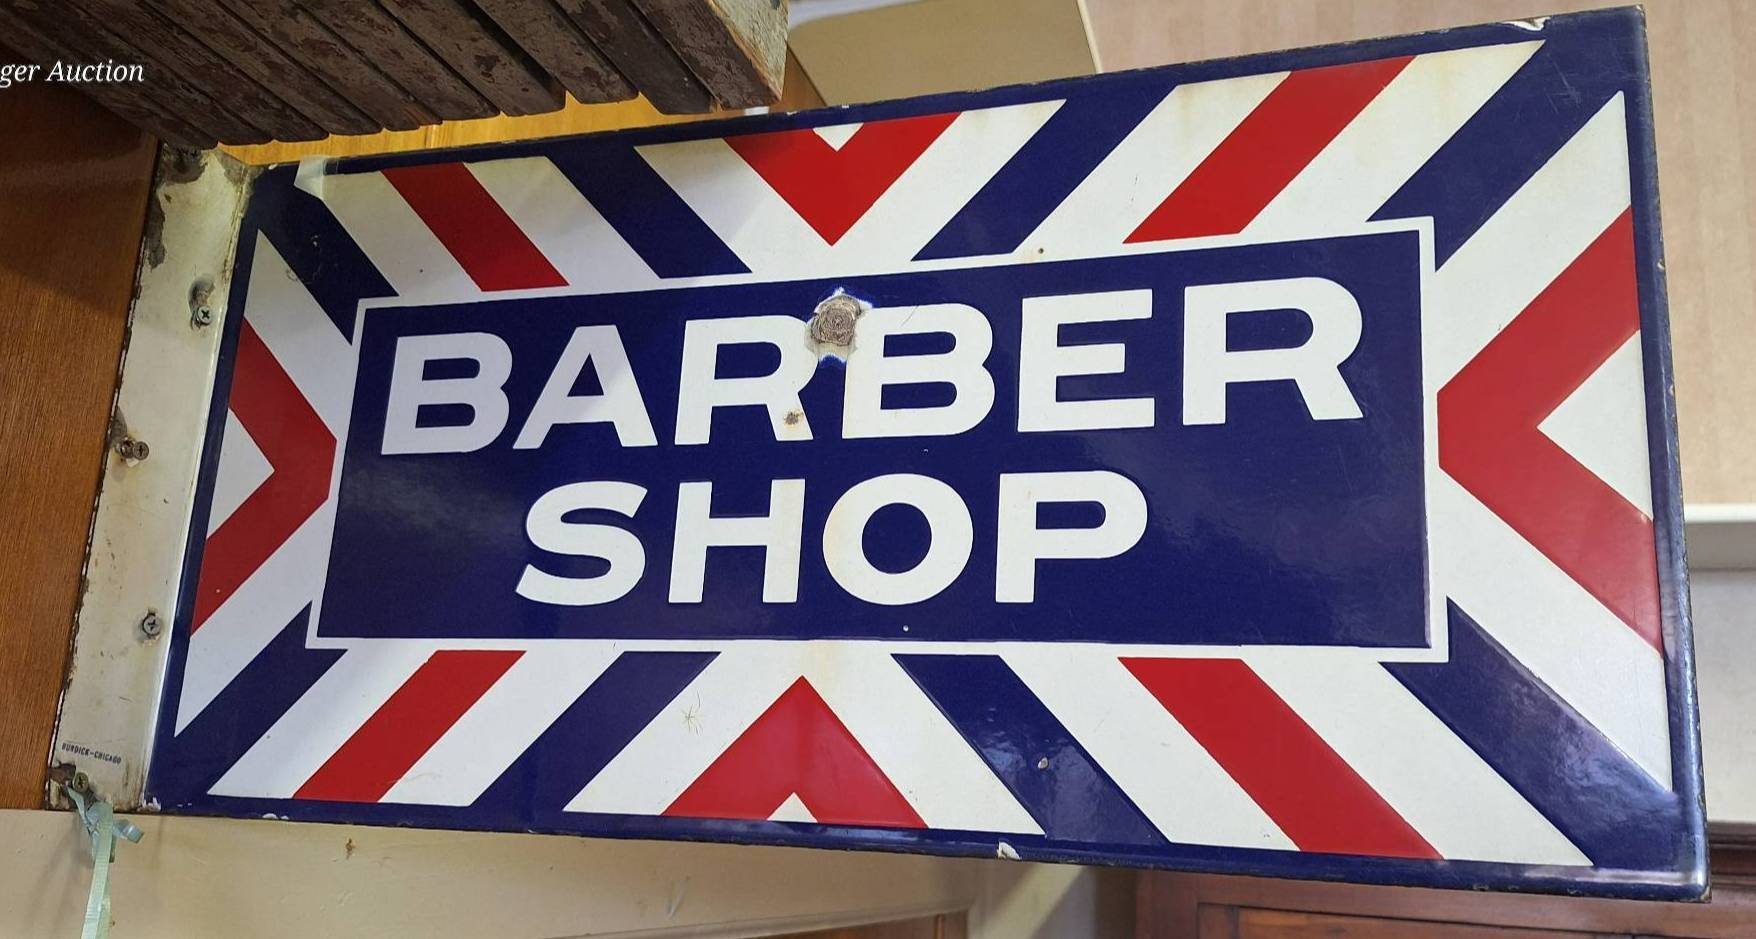 ger Auction
BARBER
SHOP
BURDICK-CHICAGO